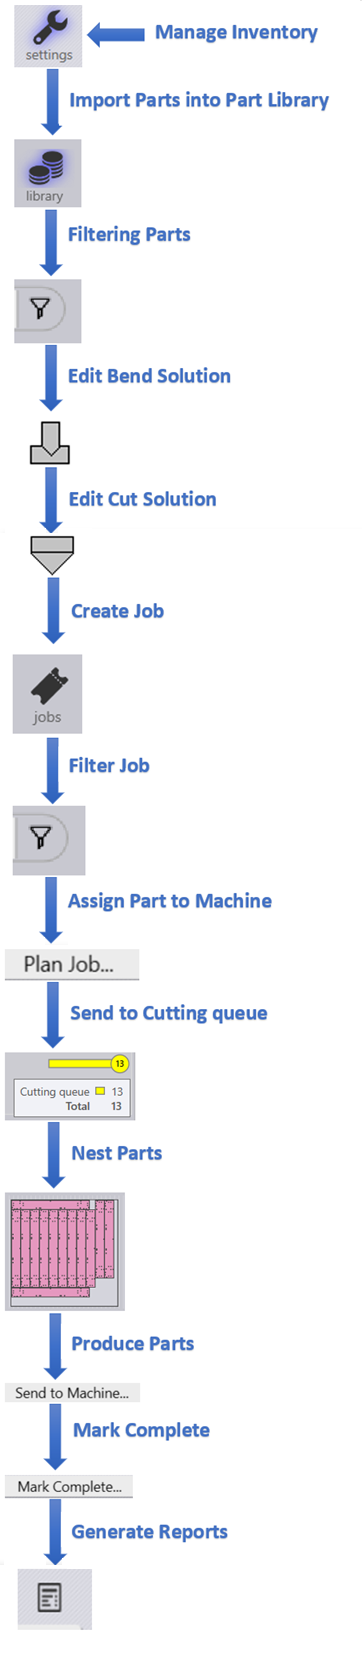 Manage Inventory
settings
Import Parts into Part Library
library
Filtering Parts
Edit Bend Solution
Edit Cut Solution
Create Job
jobs
Filter Job
Assign Part to Machine
Plan Job...
Send to Cutting queue
13
Cutting queue 13
Total 13
Nest Parts
Produce Parts
Send to Machine...
Mark Complete
Mark Complete...
Generate Reports